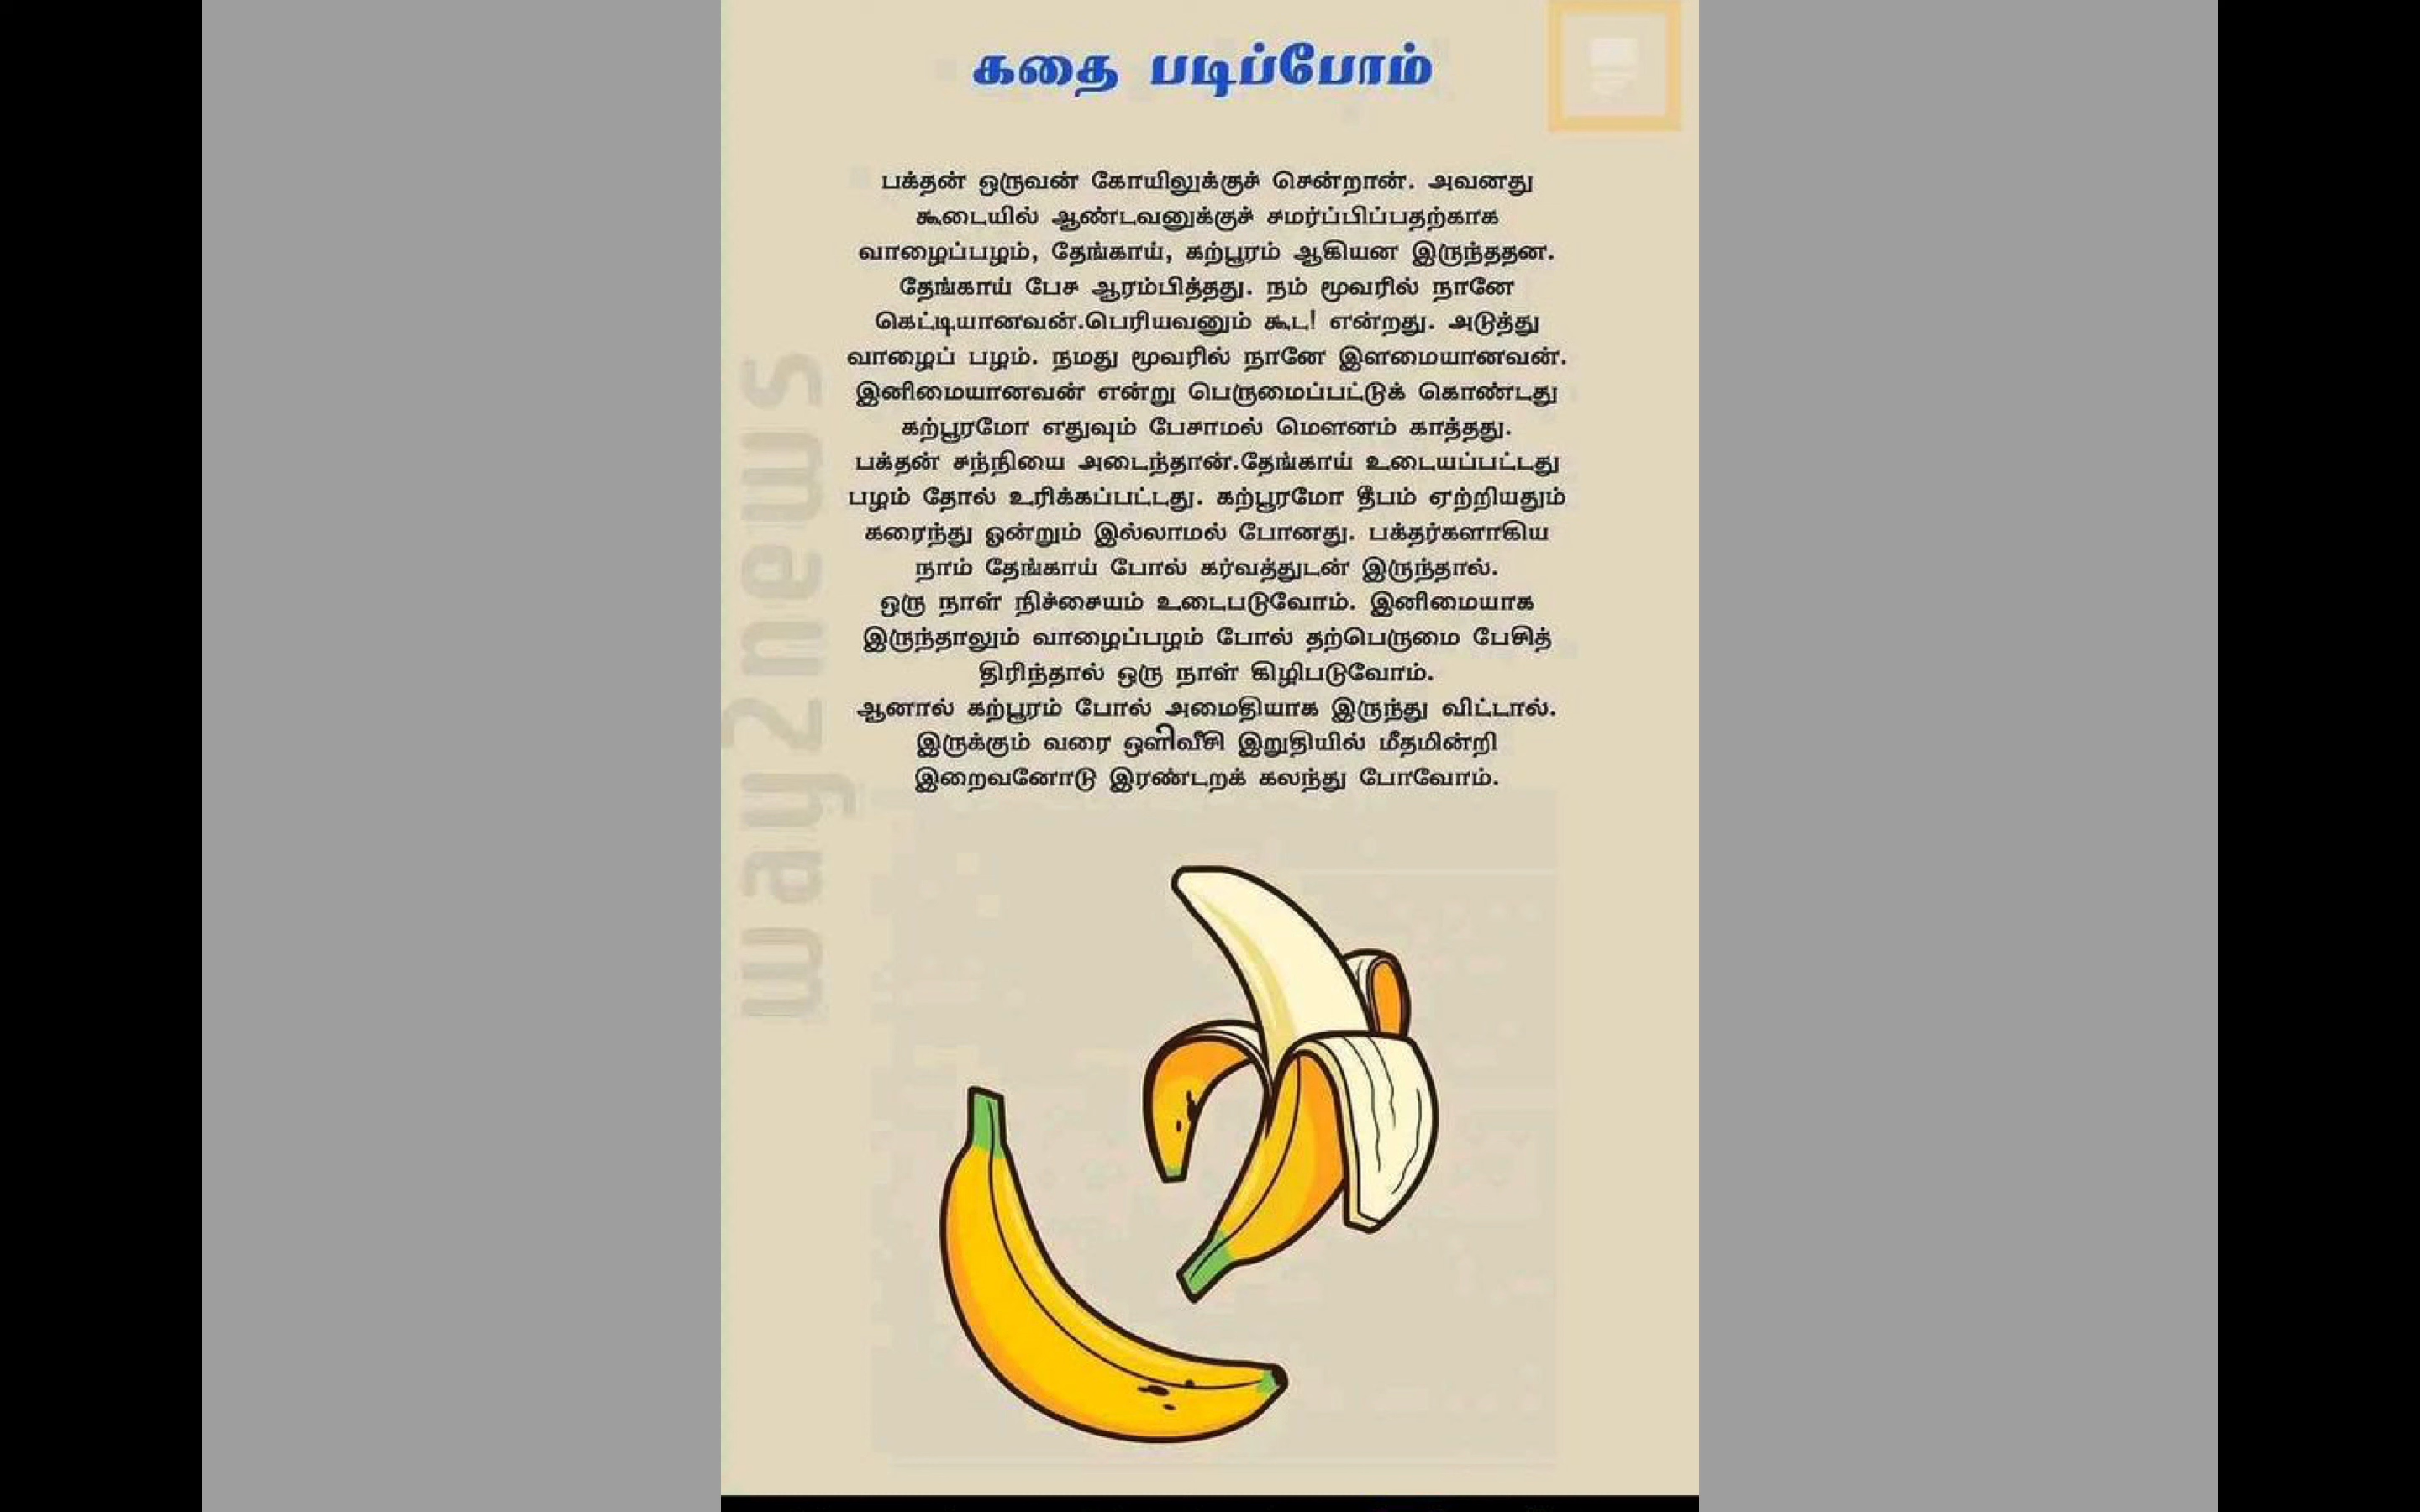 கதை படிப்போம்
பக்தன் ஒருவன் கோயிலுக்குச் சென்றான். அவனது
கூடையில் ஆண்டவனுக்குச் சமர்ப்பிப்பதற்காக
வாழைப்பழம், தேங்காய், கற்பூரம் ஆகியன இருந்ததன.
தேங்காய் பேச ஆரம்பித்தது. நம் மூவரில் நானே
கெட்டியானவன்.பெரியவனும் கூட! என்றது. அடுத்து
வாழைப் பழம். நமது மூவரில் நானே இளமையானவன்.
இனிமையானவன் என்று பெருமைப்பட்டுக் கொண்டது
கற்பூரமோ எதுவும் பேசாமல் மௌனம் காத்தது.
பக்தன் சந்நியை அடைந்தான்.தேங்காய் உடையப்பட்டது
பழம் தோல் உரிக்கப்பட்டது. கற்பூரமோ தீபம் ஏற்றியதும்
கரைந்து ஓன்றும் இல்லாமல் போனது. பக்தர்களாகிய
நாம் தேங்காய் போல் கர்வத்துடன் இருந்தால்.
ஒரு நாள் நிச்சையம் உடைபடுவோம். இனிமையாக
இருந்தாலும் வாழைப்பழம் போல் தற்பெருமை பேசித்
திரிந்தால் ஒரு நாள் கிழிபடுவோம்.
ஆனால் கற்பூரம் போல் அமைதியாக இருந்து விட்டால்.
இருக்கும் வரை ஒளிவீசி இறுதியில் மீதமின்றி
இறைவனோடு இரண்டறக் கலந்து போவோம்.
way2news